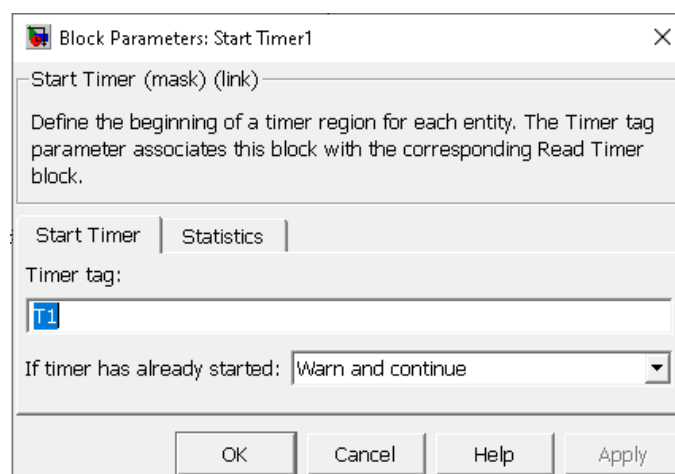 Block Parameters: Start Timer1
Start Timer (mask) (link)
Define the beginning of a timer region for each entity. The Timer tag
parameter associates this block with the corresponding Read Timer
block.
Start Timer Statistics
Timer tag:
T1
If timer has already started: Warn and continue
OK Cancel Help Apply